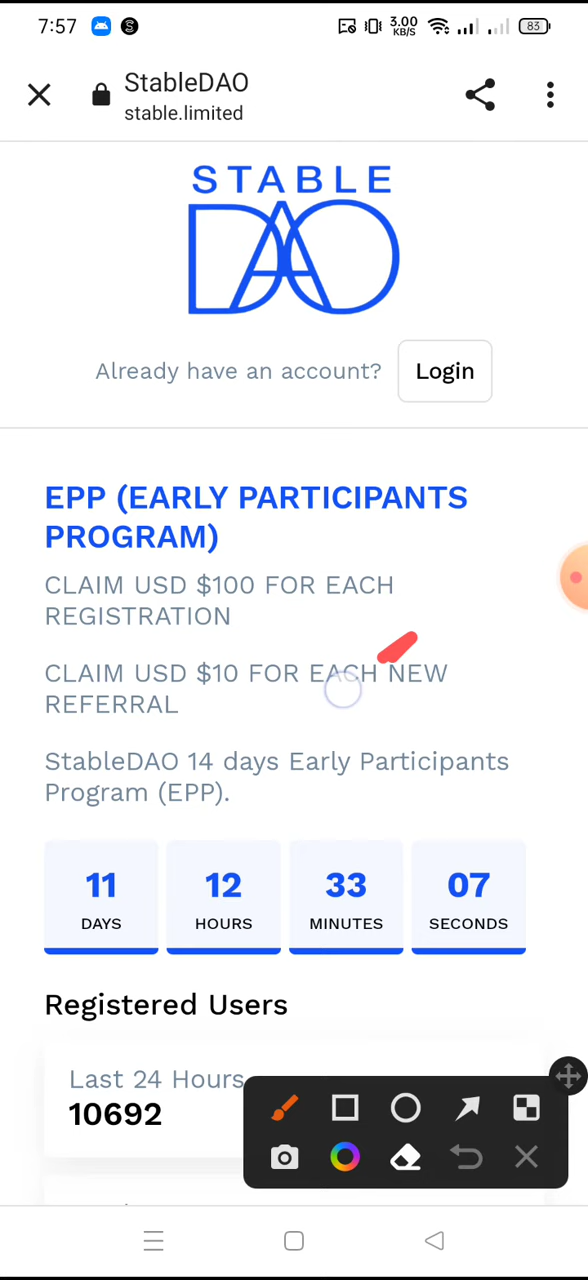 7:57
3.00
KB/S
83
StableDAO
stable.limited
STABLE
DAO
Already have an account?
Login
EPP (EARLY PARTICIPANTS
PROGRAM)
CLAIM USD $100 FOR EACH
REGISTRATION
CLAIM USD $10 FOR EACH NEW
REFERRAL
StableDAO 14 days Early Participants
Program (EPP).
11 12 33 07
DAYS HOURS MINUTES SECONDS
Registered Users
Last 24 Hours
10692